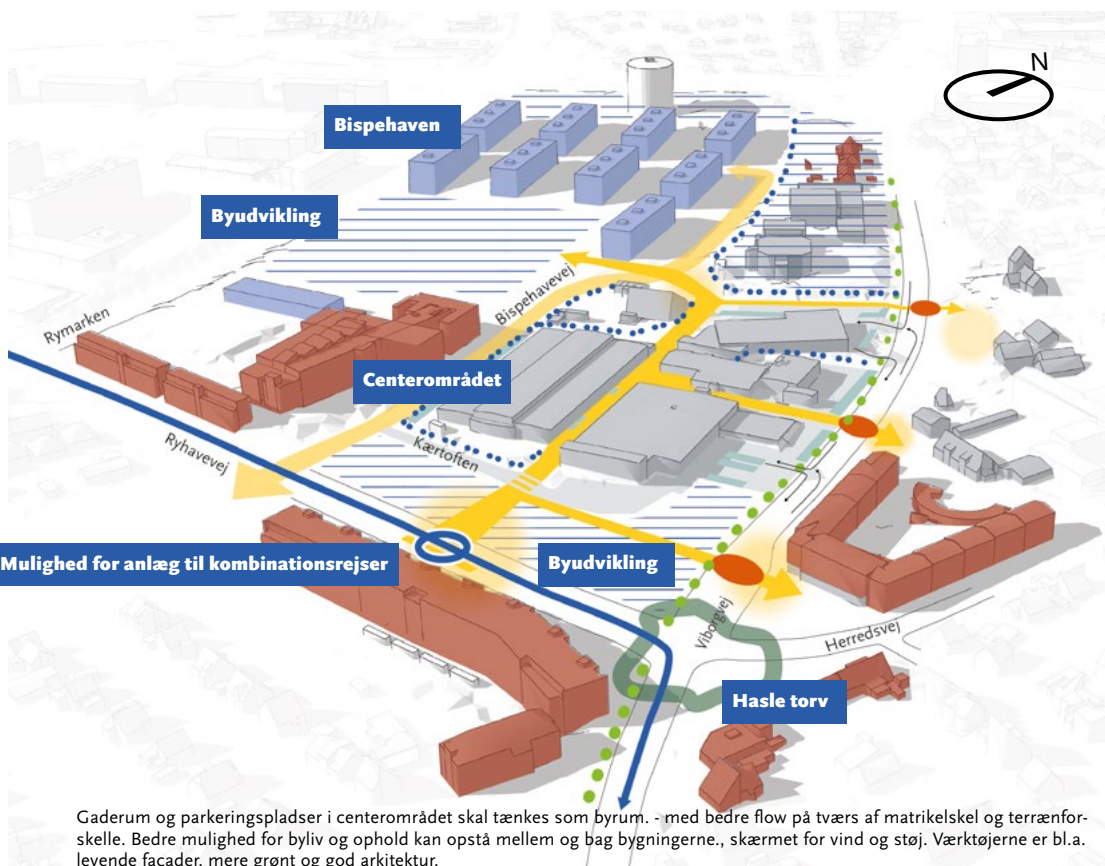 N
Bispehaven
Byudvikling
Bispehavevej
Rymarken
Centerområdet
Ryhavevej
Kærtoften
Mulighed for anlæg til kombinationsrejser
Byudvikling
Viborgvej
Herredsvej
Hasle torv
Gaderum og parkeringspladser i centerområdet skal tænkes som byrum. - med bedre flow på tværs af matrikelskel og terrænfor-
skelle. Bedre mulighed for byliv og ophold kan opstå mellem og bag bygningerne., skærmet for vind og støj. Værktøjerne er bl.a.
levende facader, mere grønt og god arkitektur.